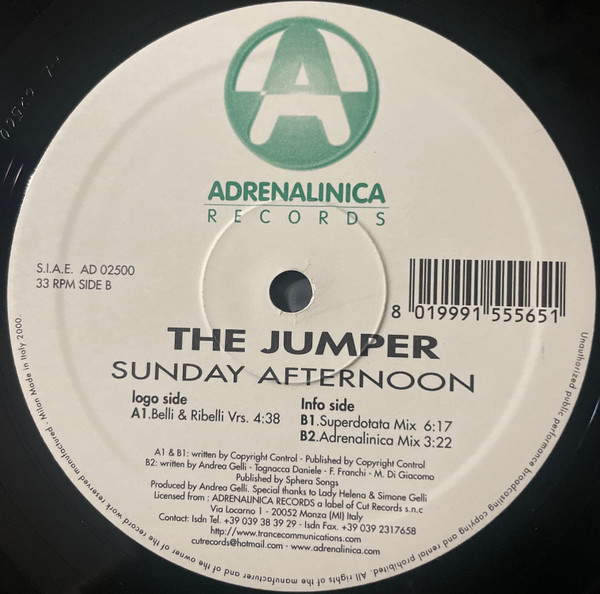 A
ADRENALINICA
RECORDS
S.I.A.E. AD 02500
33 RPM SIDE B
8 019991 555651
THE JUMPER
SUNDAY AFTERNOON
logo side
A1.Belli & Ribelli Vrs. 4:38
Info side
B1.Superdotata Mix 6:17
B2.Adrenalinica Mix 3:22
A1 & B1: written by Copyright Control - Published by Copyright Control
B2: written by Andrea Gelli - Tognacca Daniele - F. Franchi - M. Di Giacomo
Published by Sphera Songs
Produced by Andrea Gelli. Special thanks to Lady Helena & Simone Gelli
Licensed from : ADRENALINICA RECORDS a label of Cut Records s.n.c
Via Locarno 1 - 20052 Monza (MI) Italy
Contact: Isdn Tel. +39 039 38 39 29 - Isdn Fax. +39 039 2317658
http://www.trancecommunications.com
cutrecords@hotmail.com - www.adrenalinica.com
Unauthorized public performance broadcasting copying and rental prohibited. All rights of the manufacturer and of the owner of the record work reserved manufactured - Milan Made in Italy 2000.